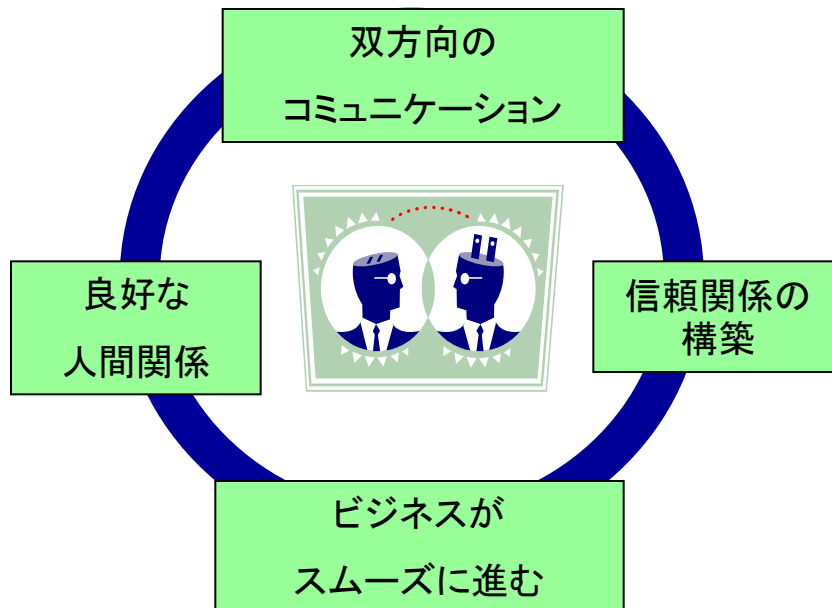 双方向の
コミュニケーション
良好な
人間関係
信頼関係の
構築
ビジネスが
スムーズに進む